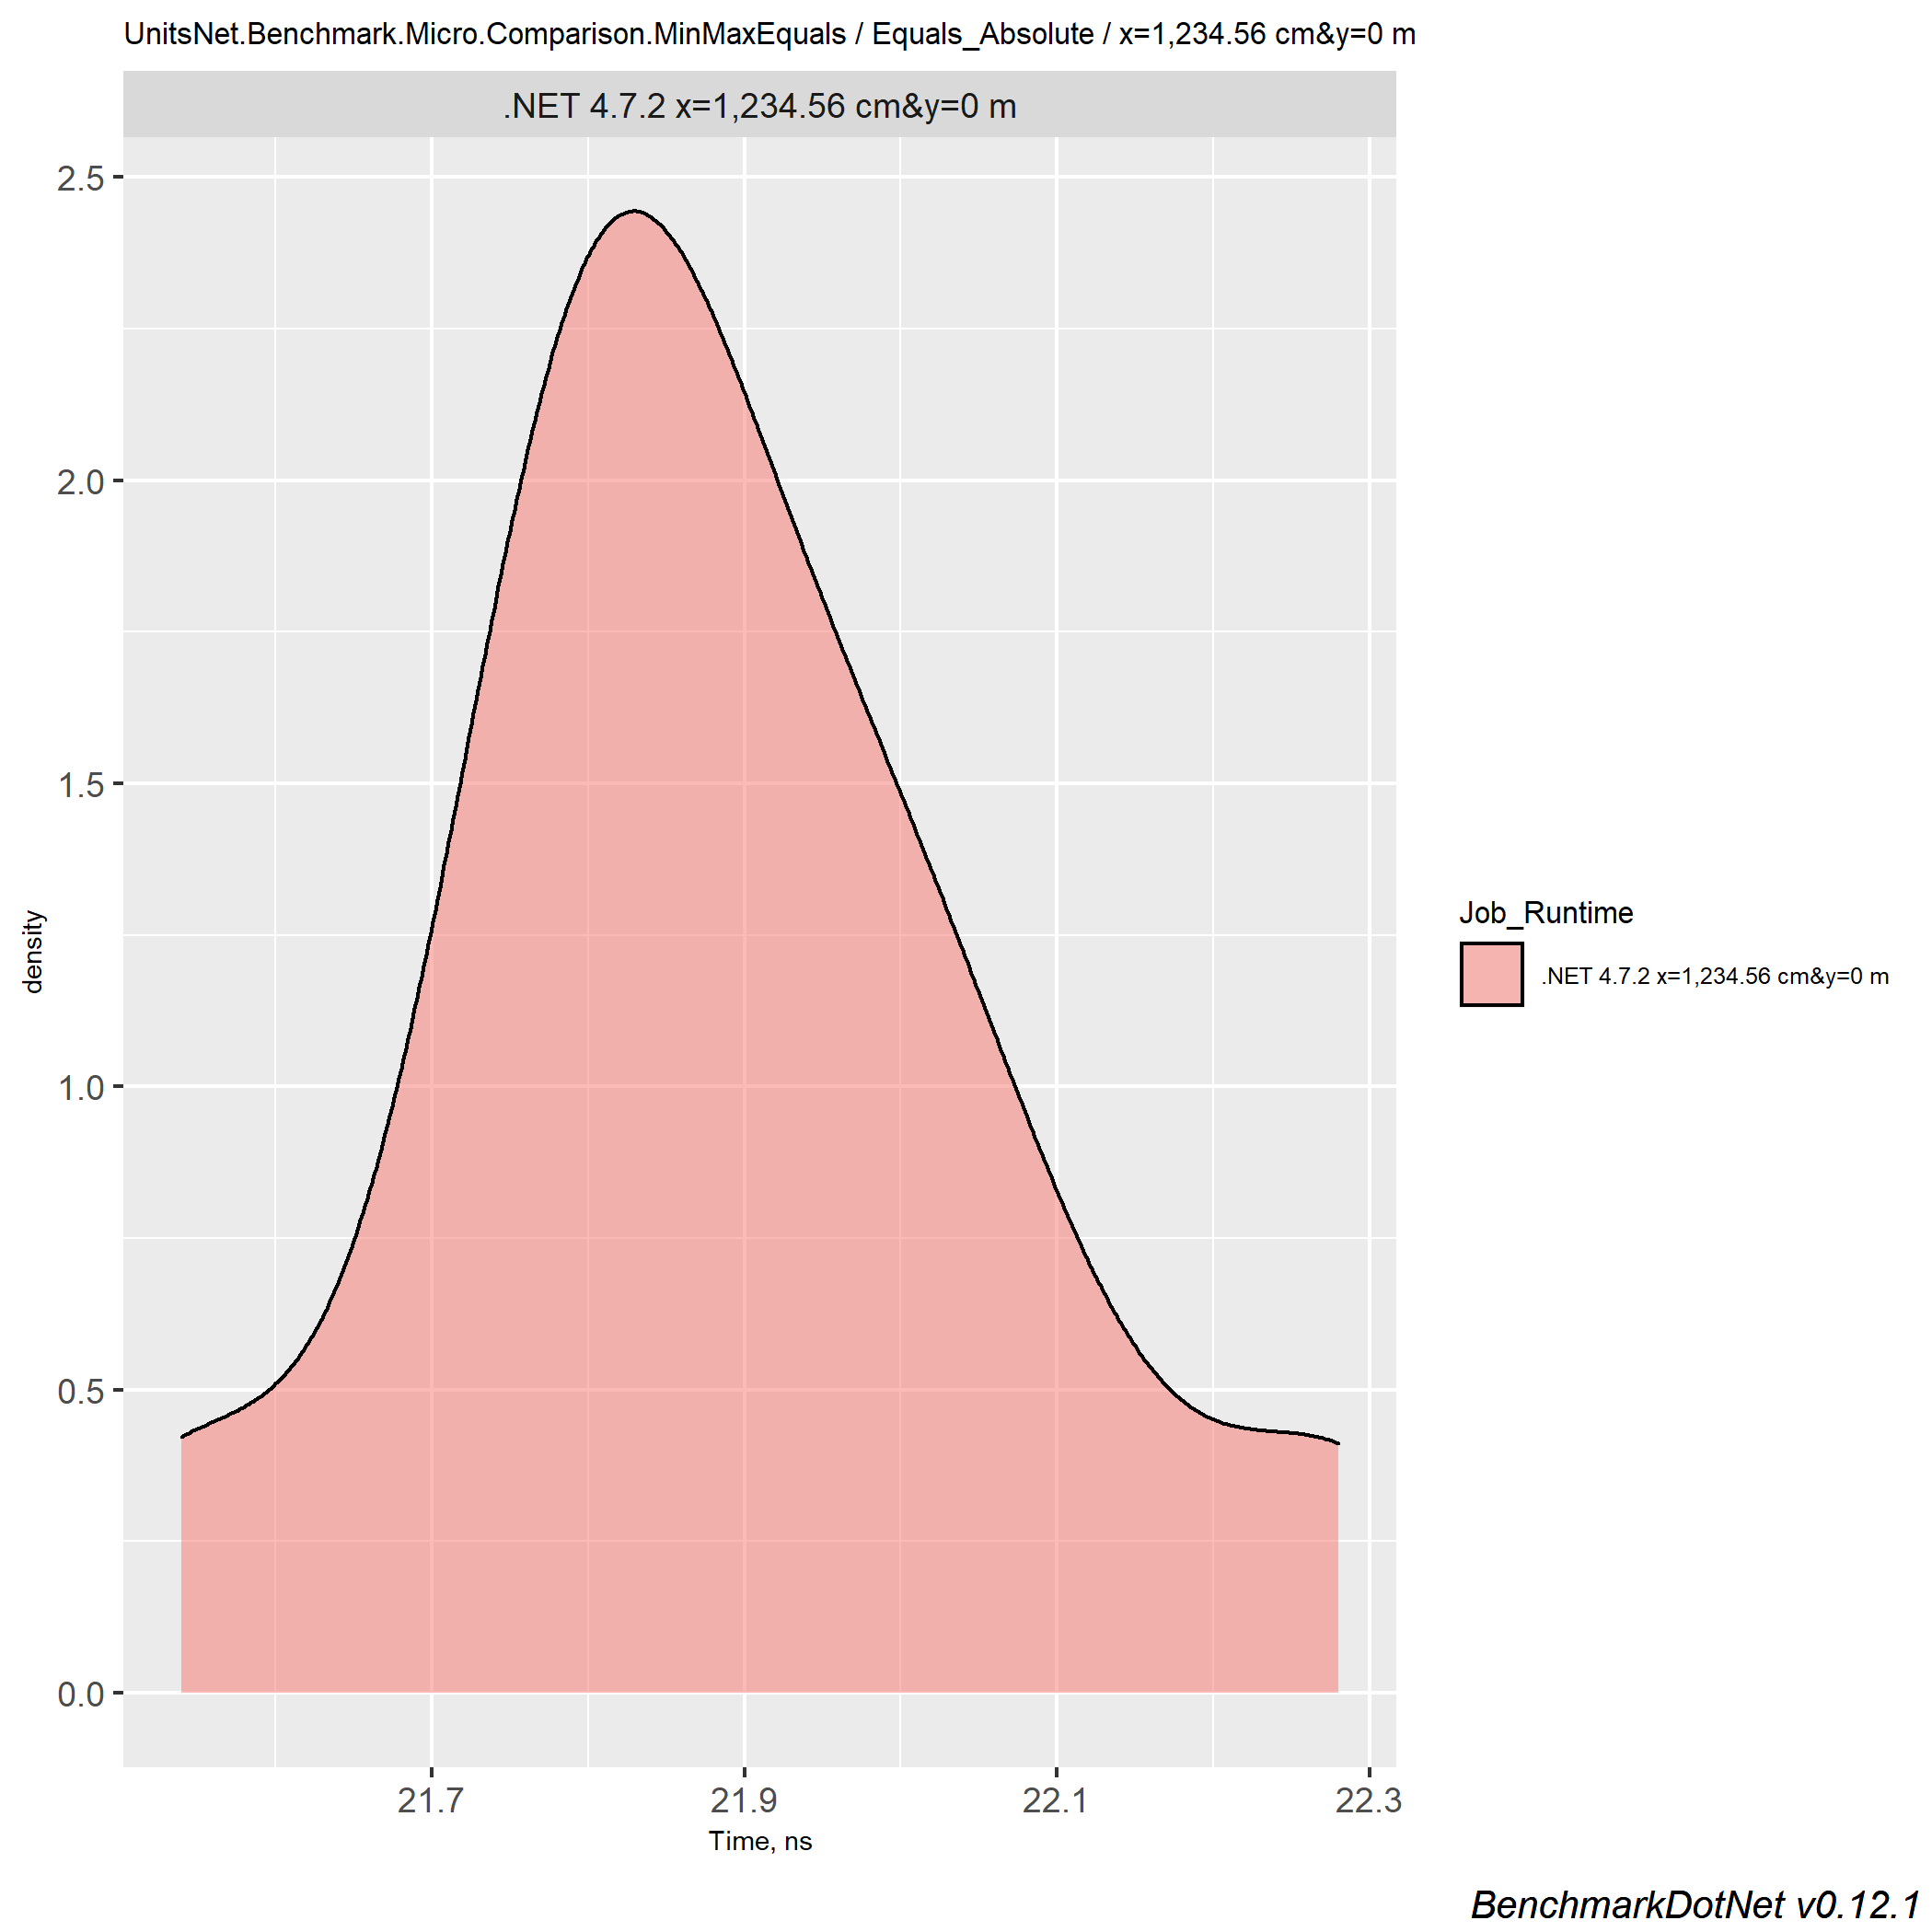 UnitsNet.Benchmark.Micro.Comparison.MinMaxEquals / Equals_Absolute / x=1,234.56 cm&y=0 m
.NET 4.7.2 x=1,234.56 cm&y=0 m
2.5
2.0
1.5
1.0
0.5
0.0
density
21.7 21.9 22.1 22.3
Time, ns
Job_Runtime
.NET 4.7.2 x=1,234.56 cm&y=0 m
BenchmarkDotNet v0.12.1